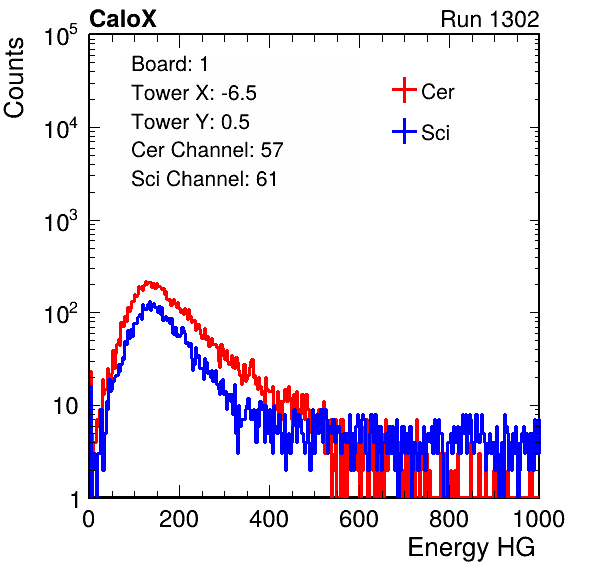 CaloX Run 1302
Counts
Board: 1
Tower X: -6.5
Tower Y: 0.5
Cer Channel: 57
Sci Channel: 61
Cer
Sci
10^5
10^4
10^3
10^2
10
1
0 200 400 600 800 1000
Energy HG